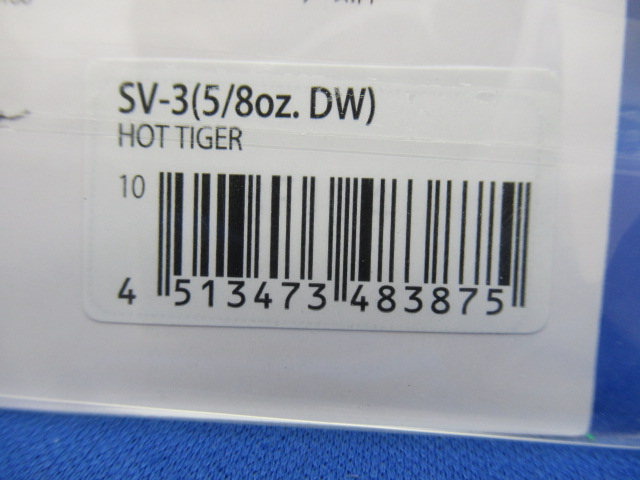 SV-3(5/8oz. DW)
HOT TIGER
10
4 513473 483875